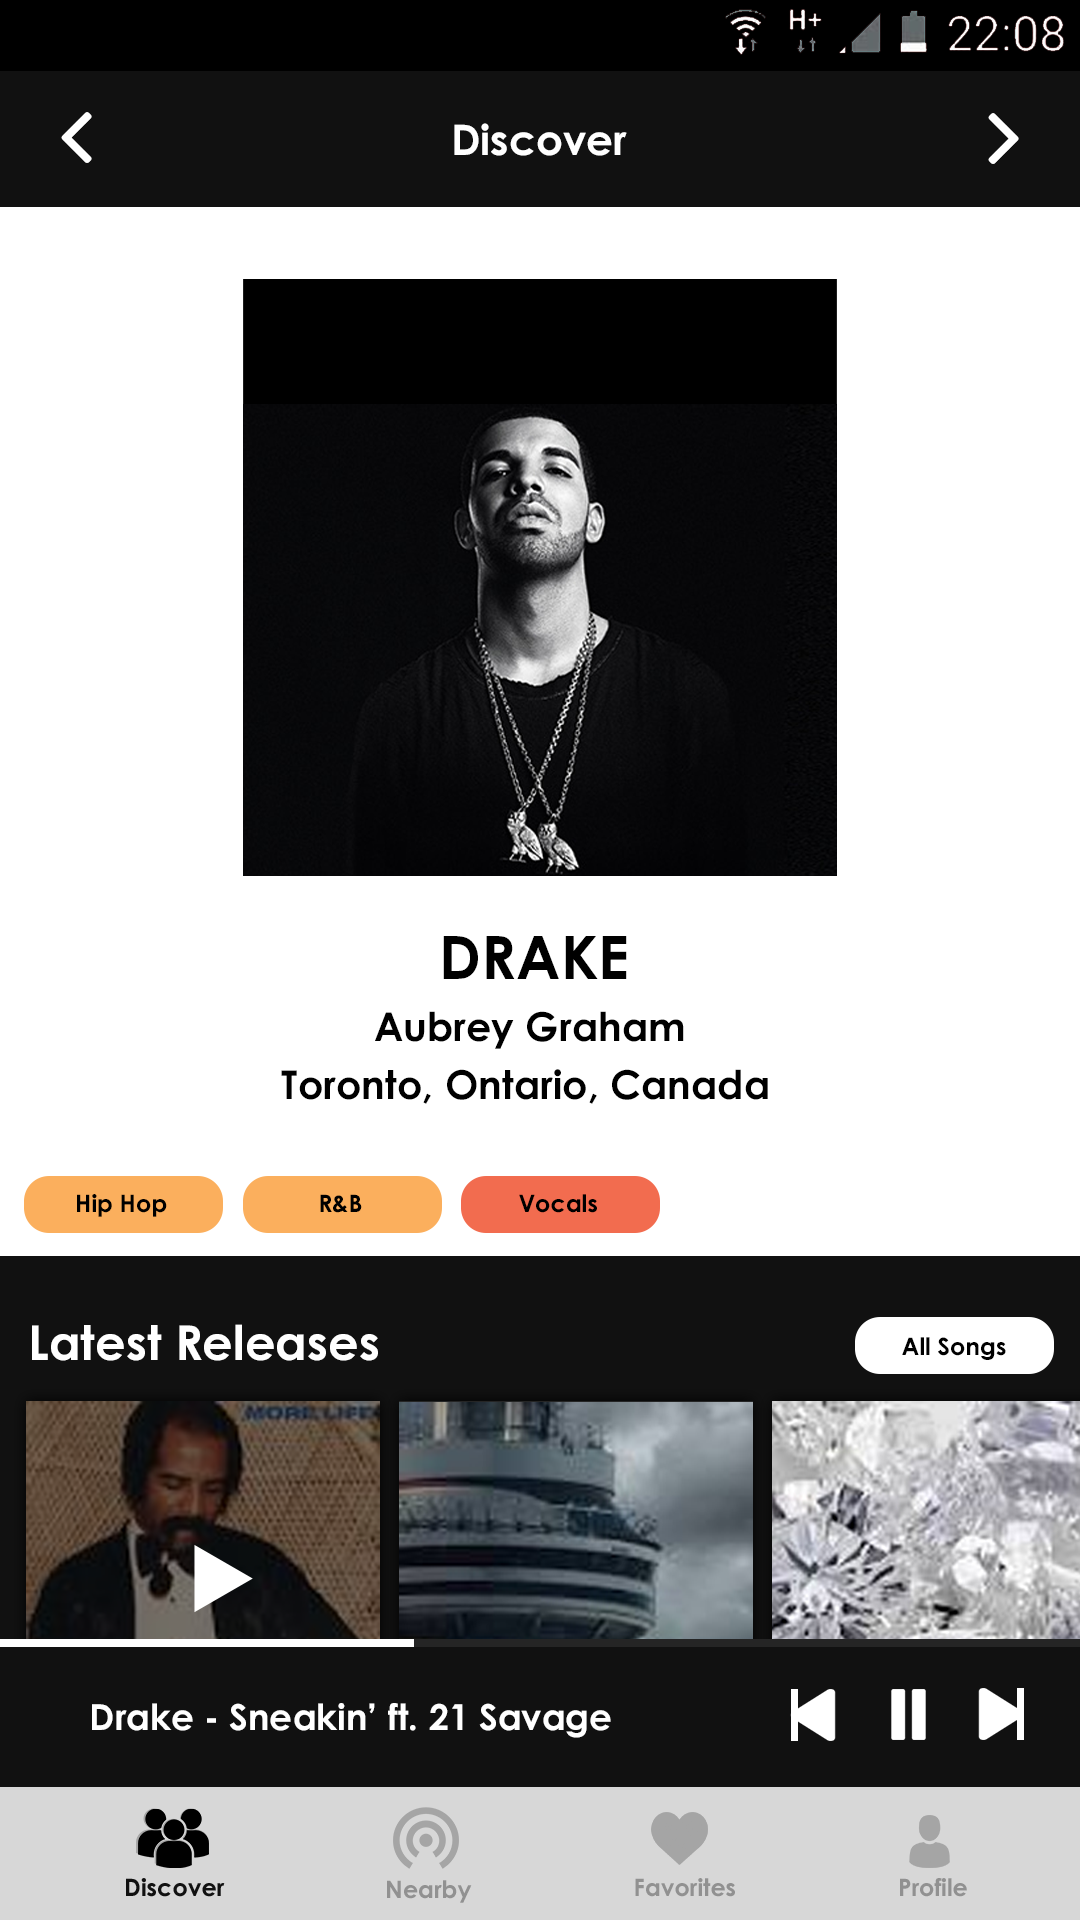 H+ 22:08
Discover
DRAKE
Aubrey Graham
Toronto, Ontario, Canada
Hip Hop R&B Vocals
Latest Releases All Songs
MORE LIFE
Drake - Sneakin’ ft. 21 Savage
Discover Nearby Favorites Profile